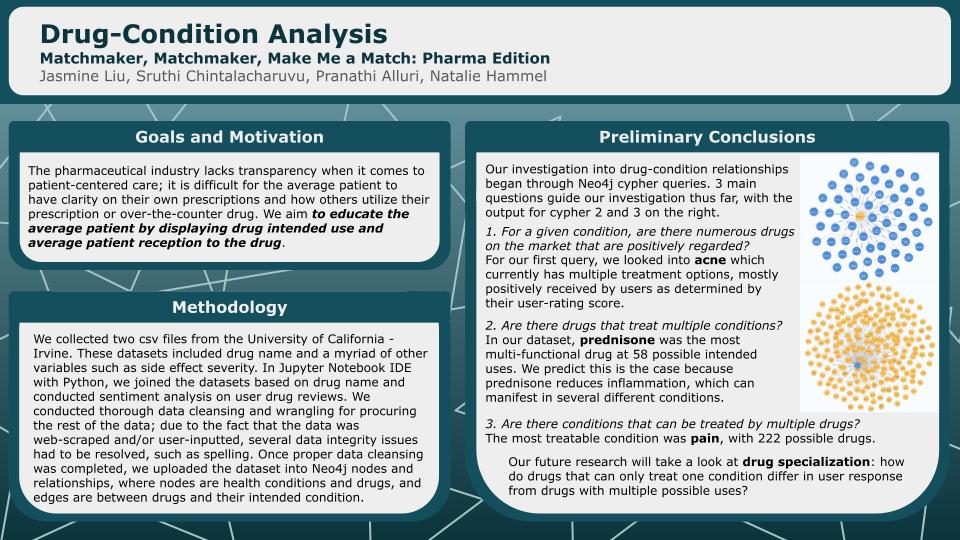 Drug-Condition Analysis
Matchmaker, Matchmaker, Make Me a Match: Pharma Edition
Jasmine Liu, Sruthi Chintalacharuvu, Pranathi Alluri, Natalie Hammel
Goals and Motivation
The pharmaceutical industry lacks transparency when it comes to
patient-centered care; it is difficult for the average patient to
have clarity on their own prescriptions and how others utilize their
prescription or over-the-counter drug. We aim to educate the
average patient by displaying drug intended use and
average patient reception to the drug.
Methodology
We collected two csv files from the University of California -
Irvine. These datasets included drug name and a myriad of other
variables such as side effect severity. In Jupyter Notebook IDE
with Python, we joined the datasets based on drug name and
conducted sentiment analysis on user drug reviews. We
conducted thorough data cleansing and wrangling for procuring
the rest of the data; due to the fact that the data was
web-scraped and/or user-inputted, several data integrity issues
had to be resolved, such as spelling. Once proper data cleansing
was completed, we uploaded the dataset into Neo4j nodes and
relationships, where nodes are health conditions and drugs, and
edges are between drugs and their intended condition.
Preliminary Conclusions
Our investigation into drug-condition relationships
began through Neo4j cypher queries. 3 main
questions guide our investigation thus far, with the
output for cypher 2 and 3 on the right.
1. For a given condition, are there numerous drugs
on the market that are positively regarded?
For our first query, we looked into acne which
currently has multiple treatment options, mostly
positively received by users as determined by
their user-rating score.
2. Are there drugs that treat multiple conditions?
In our dataset, prednisone was the most
multi-functional drug at 58 possible intended
uses. We predict this is the case because
prednisone reduces inflammation, which can
manifest in several different conditions.
3. Are there conditions that can be treated by multiple drugs?
The most treatable condition was pain, with 222 possible drugs.
Our future research will take a look at drug specialization: how
do drugs that can only treat one condition differ in user response
from drugs with multiple possible uses?